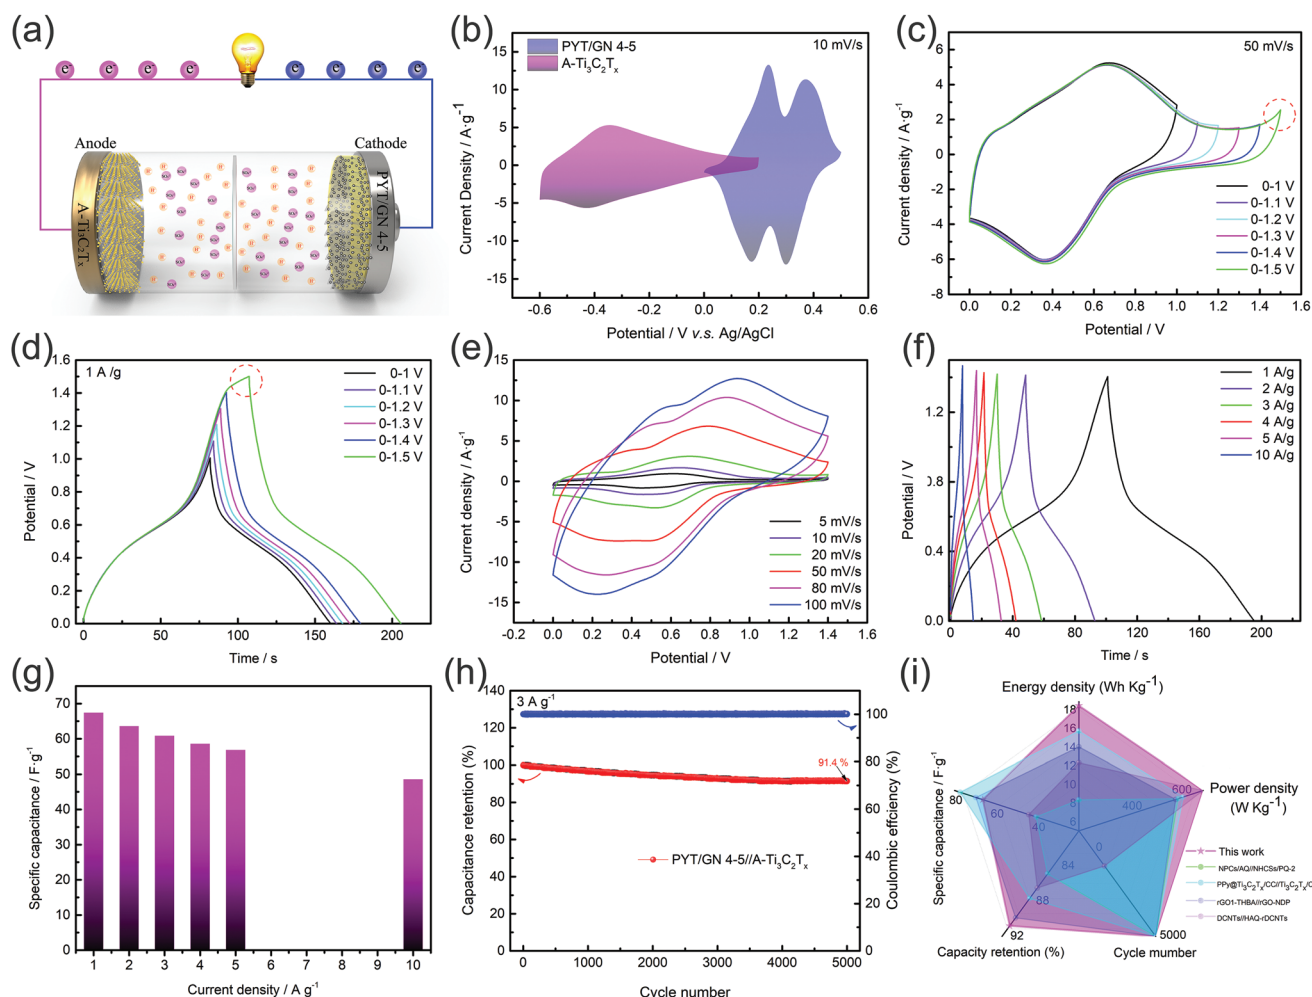 (a)
e⁻ e⁻ e⁻ e⁻ e⁻ e⁻ e⁻ e⁻
Anode
Cathode
A-Ti₃C₂Tₓ
PYT/GN 4-5
(b)
PYT/GN 4-5
A-Ti₃C₂Tₓ
10 mV/s
Current Density / A·g⁻¹
15
10
5
0
-5
-10
-15
-0.6 -0.4 -0.2 0.0 0.2 0.4 0.6
Potential / V v.s. Ag/AgCl
(c)
50 mV/s
Current density / A·g⁻¹
6
4
2
0
-2
-4
-6
-8
0-1 V
0-1.1 V
0-1.2 V
0-1.3 V
0-1.4 V
0-1.5 V
0.0 0.2 0.4 0.6 0.8 1.0 1.2 1.4 1.6
Potential / V
(d)
1 A /g
Potential / V
1.6
1.4
1.2
1.0
0.8
0.6
0.4
0.2
0.0
0-1 V
0-1.1 V
0-1.2 V
0-1.3 V
0-1.4 V
0-1.5 V
0 50 100 150 200
Time / s
(e)
Current density / A·g⁻¹
15
10
5
0
-5
-10
-15
5 mV/s
10 mV/s
20 mV/s
50 mV/s
80 mV/s
100 mV/s
-0.2 0.0 0.2 0.4 0.6 0.8 1.0 1.2 1.4 1.6
Potential / V
(f)
Potential / V
1.2
0.8
0.4
0.0
1 A/g
2 A/g
3 A/g
4 A/g
5 A/g
10 A/g
0 40 80 120 160 200
Time / s
(g)
Specific capacitance / F·g⁻¹
70
60
50
40
30
20
10
0
1 2 3 4 5 6 7 8 9 10
Current density / A g⁻¹
(h)
3 A g⁻¹
Capacitance retention (%)
140
130
120
110
100
90
80
70
60
91.4 %
PYT/GN 4-5//A-Ti₃C₂Tₓ
Coulombic effciency (%)
100
80
60
40
20
0
0 1000 2000 3000 4000 5000
Cycle number
(i)
Energy density (Wh Kg⁻¹)
18
16
14
12
10
8
6
Power density
(W Kg⁻¹)
600
400
0
Specific capacitance / F·g⁻¹
80
60
40
84
88
92
Capacity retention (%)
5000
Cycle mumber
This work
NPCs/AQ//NHCSs/PQ-2
PPy@Ti₃C₂Tₓ/CC//Ti₃C₂Tₓ/C
rGO1-THBA//rGO-NDP
DCNTs//HAQ-rDCNTs